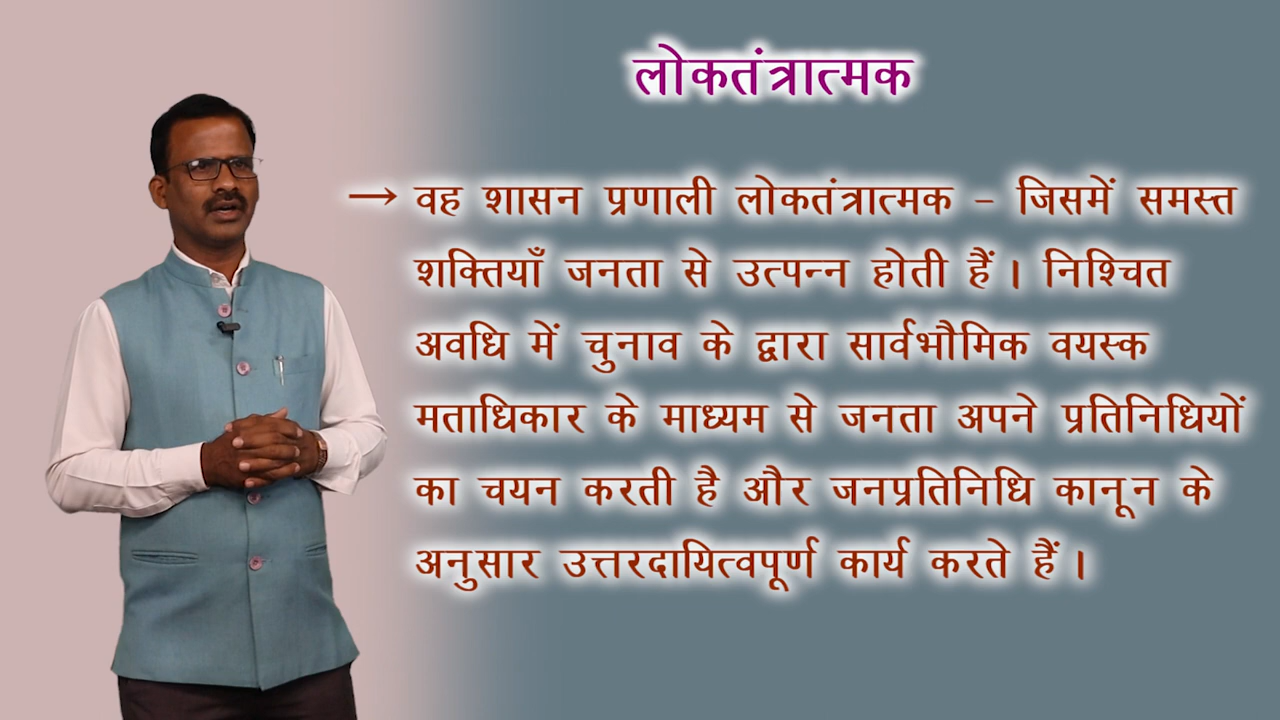 लोकतंत्रात्मक
→ वह शासन प्रणाली लोकतंत्रात्मक – जिसमें समस्त
शक्तियाँ जनता से उत्पन्न होती हैं । निश्चित
अवधि में चुनाव के द्वारा सार्वभौमिक वयस्क
मताधिकार के माध्यम से जनता अपने प्रतिनिधियों
का चयन करती है और जनप्रतिनिधि कानून के
अनुसार उत्तरदायित्वपूर्ण कार्य करते हैं ।